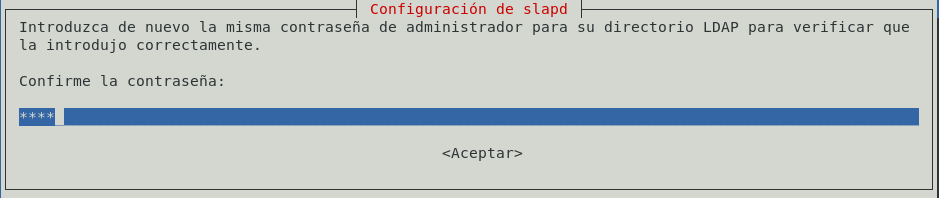 Configuración de slapd
Introduzca de nuevo la misma contraseña de administrador para su directorio LDAP para verificar que
la introdujo correctamente.
Confirme la contraseña:
****
<Aceptar>